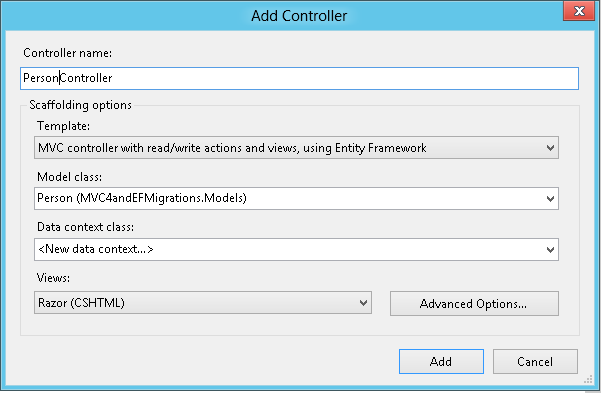 Add Controller
Controller name:
PersonController
Scaffolding options
Template:
MVC controller with read/write actions and views, using Entity Framework
Model class:
Person (MVC4andEFMigrations.Models)
Data context class:
<New data context...>
Views:
Razor (CSHTML)
Advanced Options...
Add
Cancel